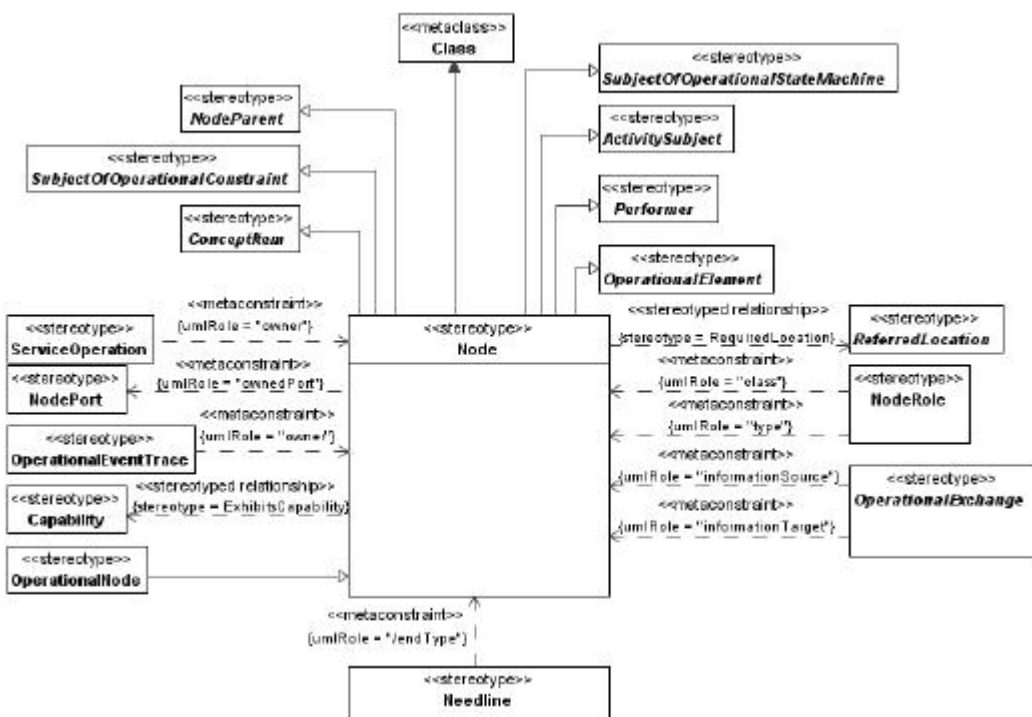 <<metaclass>>
Class
<<stereotype>>
SubjectOfOperationalStateMachine
<<stereotype>>
NodeParent
<<stereotype>>
ActivitySubject
<<stereotype>>
SubjectOfOperationalConstraint
<<stereotype>>
Performer
<<stereotype>>
ConceptItem
<<stereotype>>
OperationalElement
<<metaconstraint>>
{umlRole = "owner"}
<<stereotype>>
ServiceOperation
<<stereotype>>
Node
<<stereotyped relationship>>
{stereotype = RequiredLocation}
<<stereotype>>
ReferredLocation
<<metaconstraint>>
{umlRole = "ownedPort"}
<<stereotype>>
NodePort
<<metaconstraint>>
{umlRole = "class"}
<<stereotype>>
NodeRole
<<metaconstraint>>
{umlRole = "owner"}
<<stereotype>>
OperationalEventTrace
<<metaconstraint>>
{umlRole = "type"}
<<stereotyped relationship>>
{stereotype = ExhibitsCapability}
<<stereotype>>
Capability
<<metaconstraint>>
{umlRole = "informationSource"}
<<stereotype>>
OperationalExchange
<<metaconstraint>>
{umlRole = "informationTarget"}
<<stereotype>>
OperationalNode
<<metaconstraint>>
{umlRole = "/endType"}
<<stereotype>>
Needline